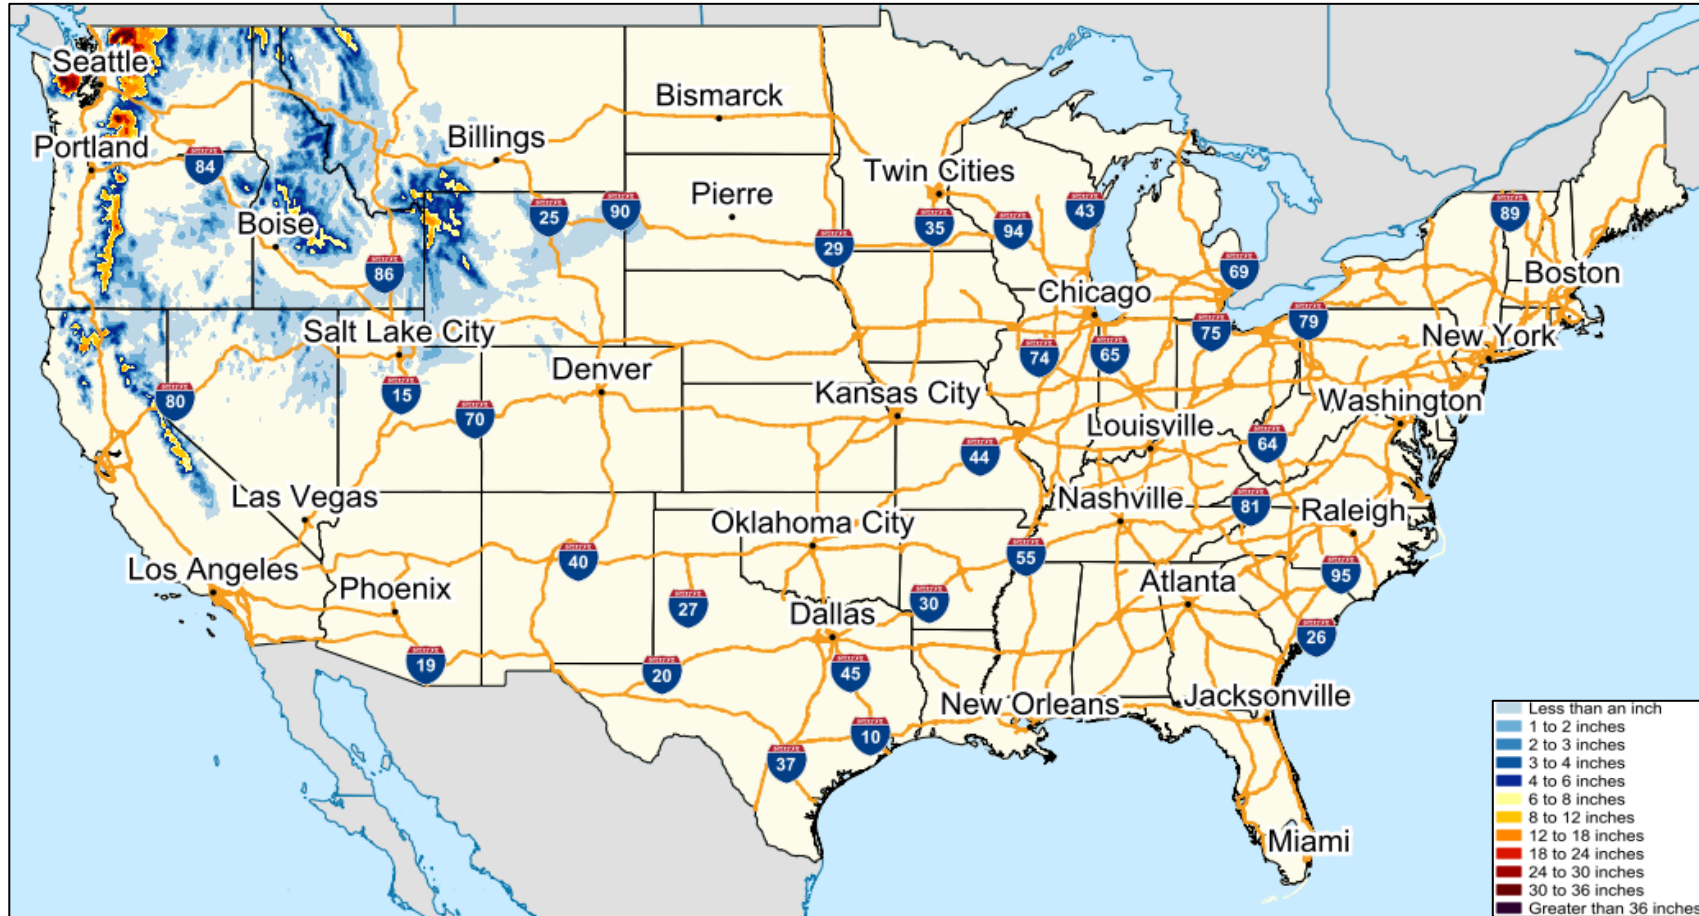 Seattle
Bismarck
Billings
Portland
84
Twin Cities
Pierre
Boise
25
90
43
35
94
29
89
86
69
Boston
Chicago
Salt Lake City
79
75
New York
74
65
Denver
15
80
70
Kansas City
Washington
Louisville
64
44
Las Vegas
Nashville
81
Raleigh
Oklahoma City
55
40
Los Angeles
Phoenix
95
Atlanta
27
30
Dallas
26
19
20
45
New Orleans
Jacksonville
10
37
Miami
Less than an inch
1 to 2 inches
2 to 3 inches
3 to 4 inches
4 to 6 inches
6 to 8 inches
8 to 12 inches
12 to 18 inches
18 to 24 inches
24 to 30 inches
30 to 36 inches
Greater than 36 inches